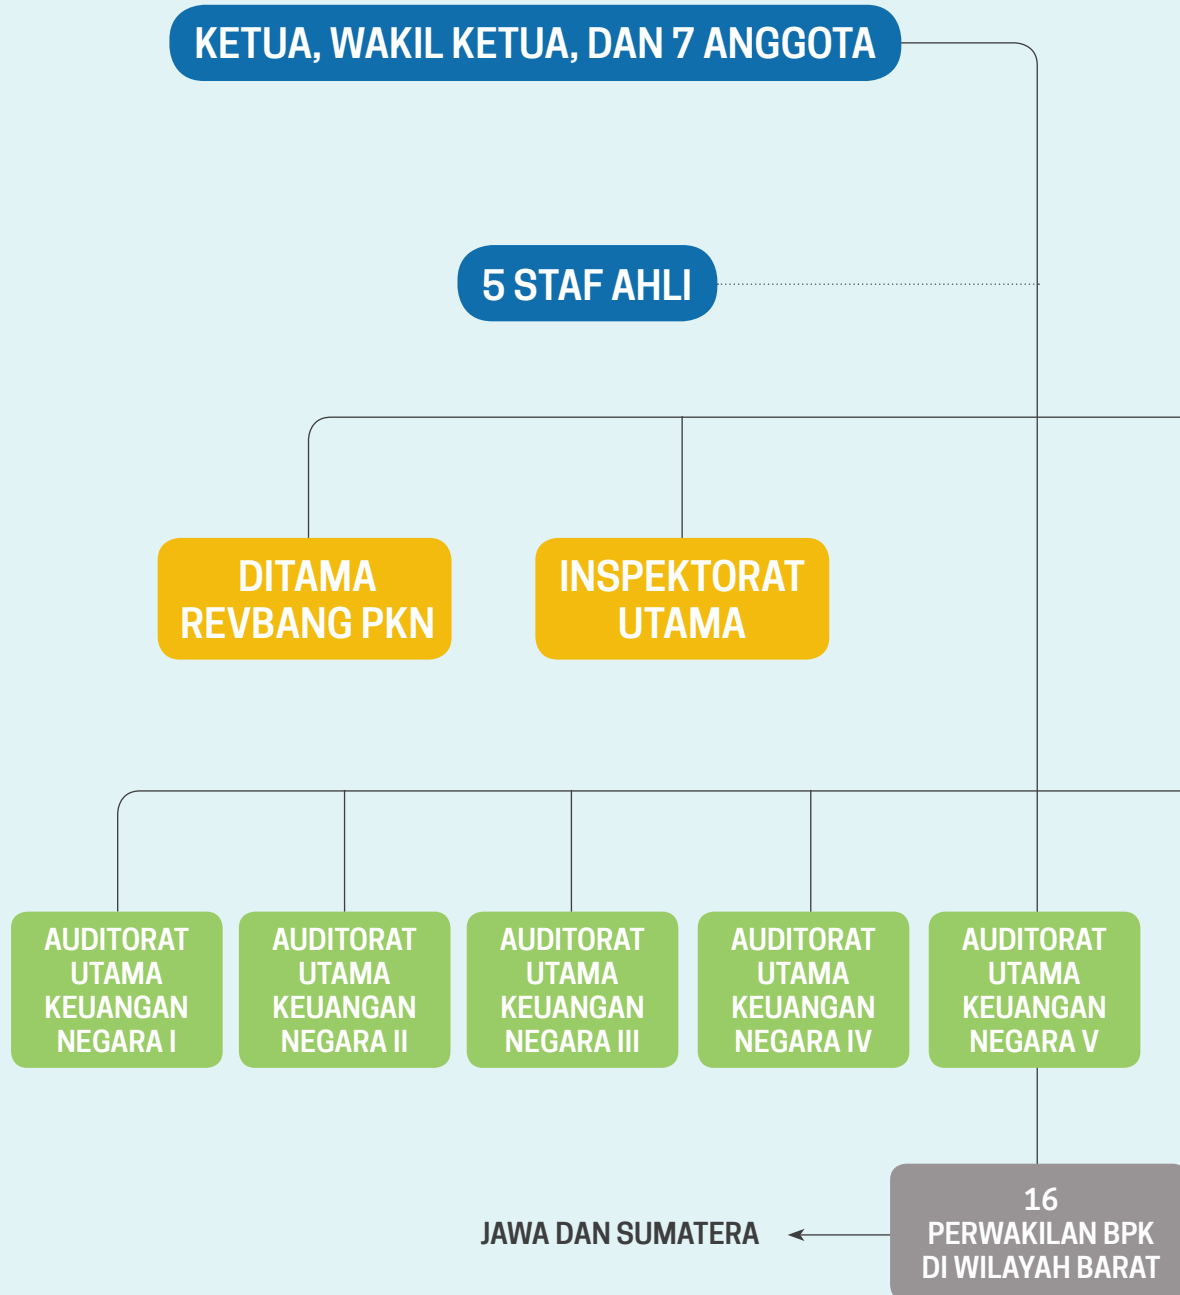 KETUA, WAKIL KETUA, DAN 7 ANGGOTA
5 STAF AHLI
DITAMA
REVBANG PKN
INSPEKTORAT
UTAMA
AUDITORAT
UTAMA
KEUANGAN
NEGARA I
AUDITORAT
UTAMA
KEUANGAN
NEGARA II
AUDITORAT
UTAMA
KEUANGAN
NEGARA III
AUDITORAT
UTAMA
KEUANGAN
NEGARA IV
AUDITORAT
UTAMA
KEUANGAN
NEGARA V
16
PERWAKILAN BPK
DI WILAYAH BARAT
JAWA DAN SUMATERA